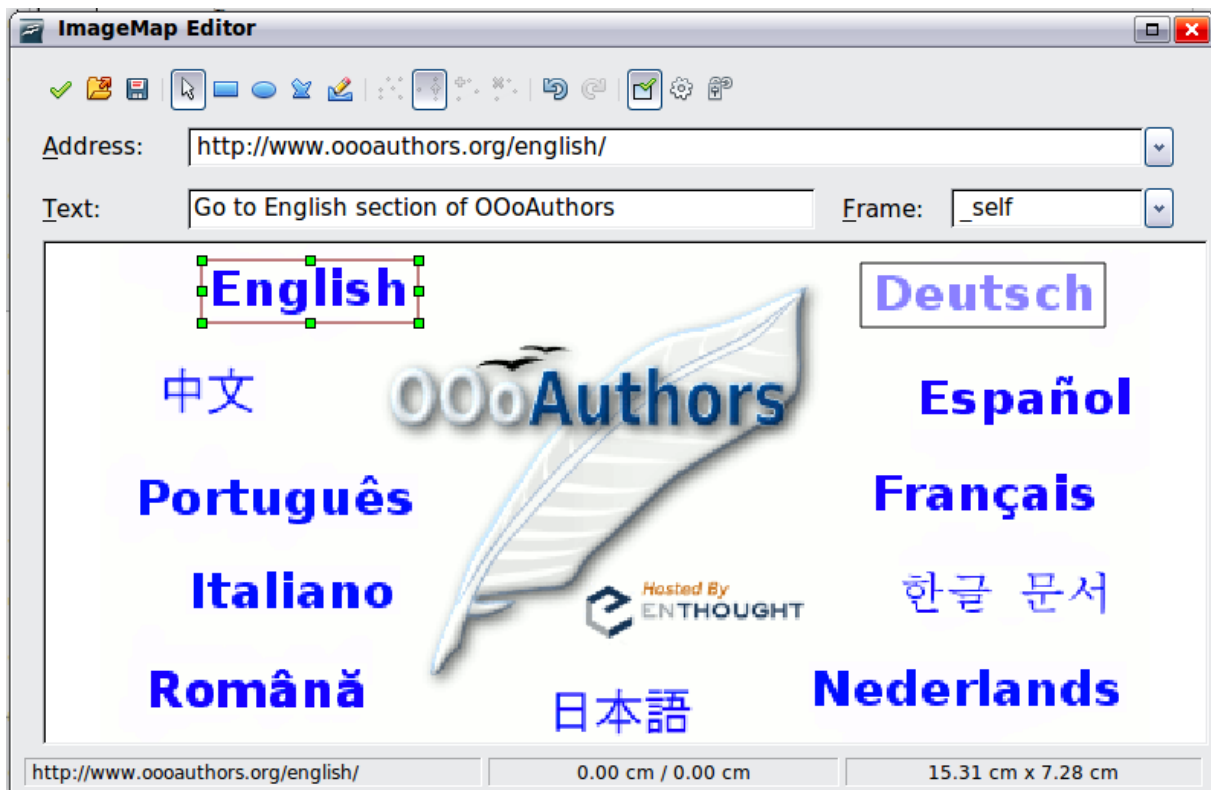 ImageMap Editor
Address: http://www.oooauthors.org/english/
Text: Go to English section of OOoAuthors Frame: _self
English Deutsch
中文 OOoAuthors Español
Português Français
Italiano Hosted By 한글 문서
ENTHOUGHT
Română 日本語 Nederlands
http://www.oooauthors.org/english/ 0.00 cm / 0.00 cm 15.31 cm x 7.28 cm